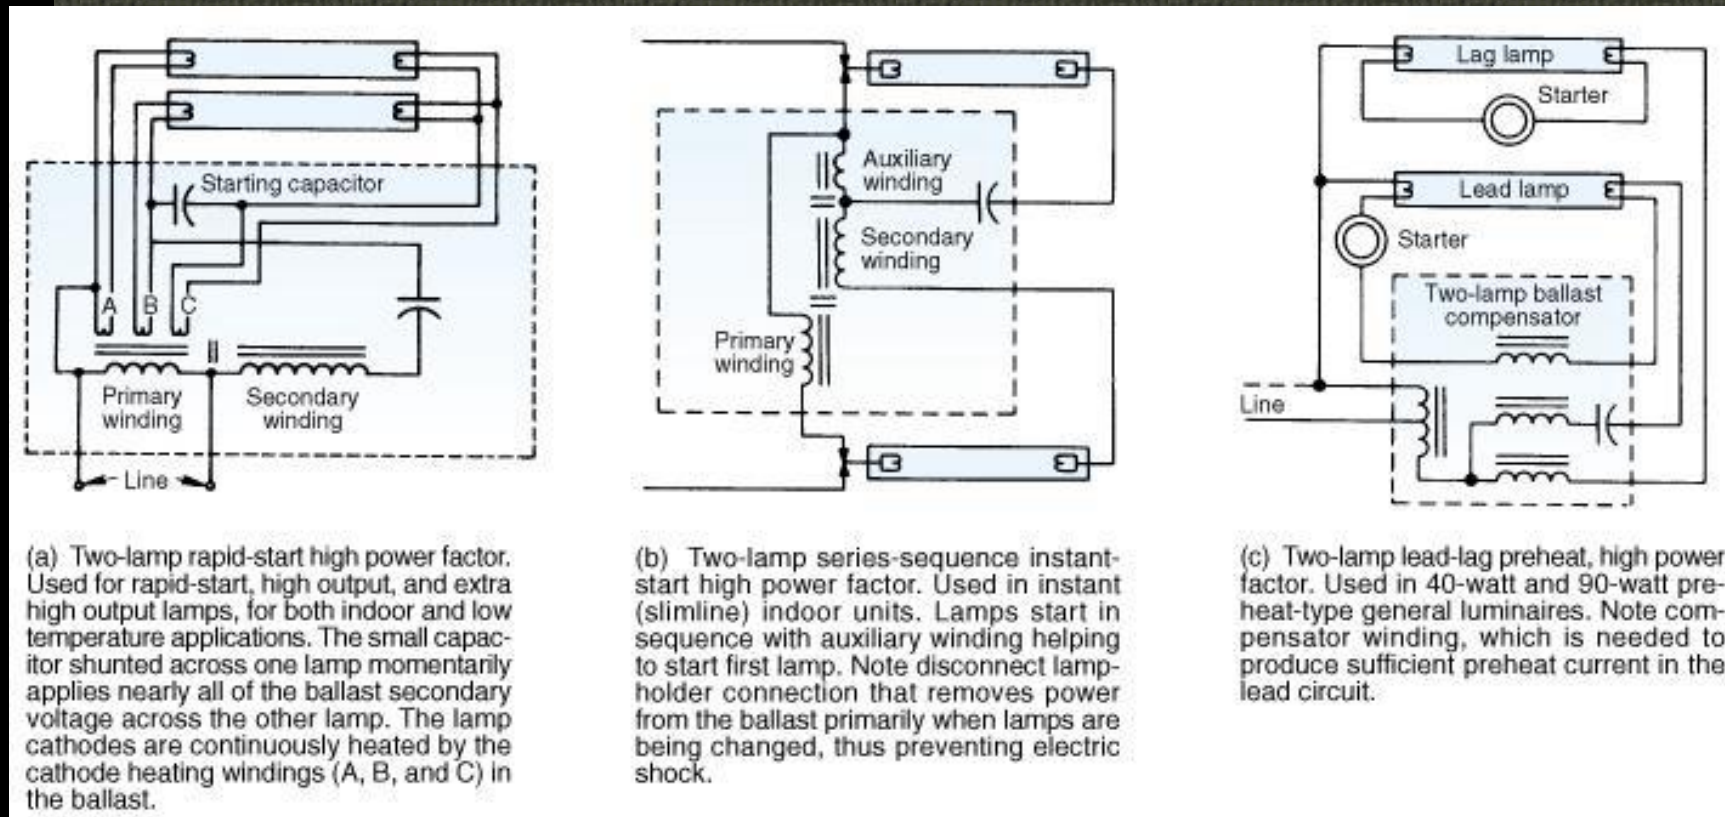 Starting capacitor
A
B
C
Primary
winding
Secondary
winding
Line
(a) Two-lamp rapid-start high power factor.
Used for rapid-start, high output, and extra
high output lamps, for both indoor and low
temperature applications. The small capac-
itor shunted across one lamp momentarily
applies nearly all of the ballast secondary
voltage across the other lamp. The lamp
cathodes are continuously heated by the
cathode heating windings (A, B, and C) in
the ballast.
Auxiliary
winding
Secondary
winding
Primary
winding
(b) Two-lamp series-sequence instant-
start high power factor. Used in instant
(slimline) indoor units. Lamps start in
sequence with auxiliary winding helping
to start first lamp. Note disconnect lamp-
holder connection that removes power
from the ballast primarily when lamps are
being changed, thus preventing electric
shock.
Lag lamp
Starter
Lead lamp
Starter
Two-lamp ballast
compensator
Line
(c) Two-lamp lead-lag preheat, high power
factor. Used in 40-watt and 90-watt pre-
heat-type general luminaires. Note com-
pensator winding, which is needed to
produce sufficient preheat current in the
lead circuit.